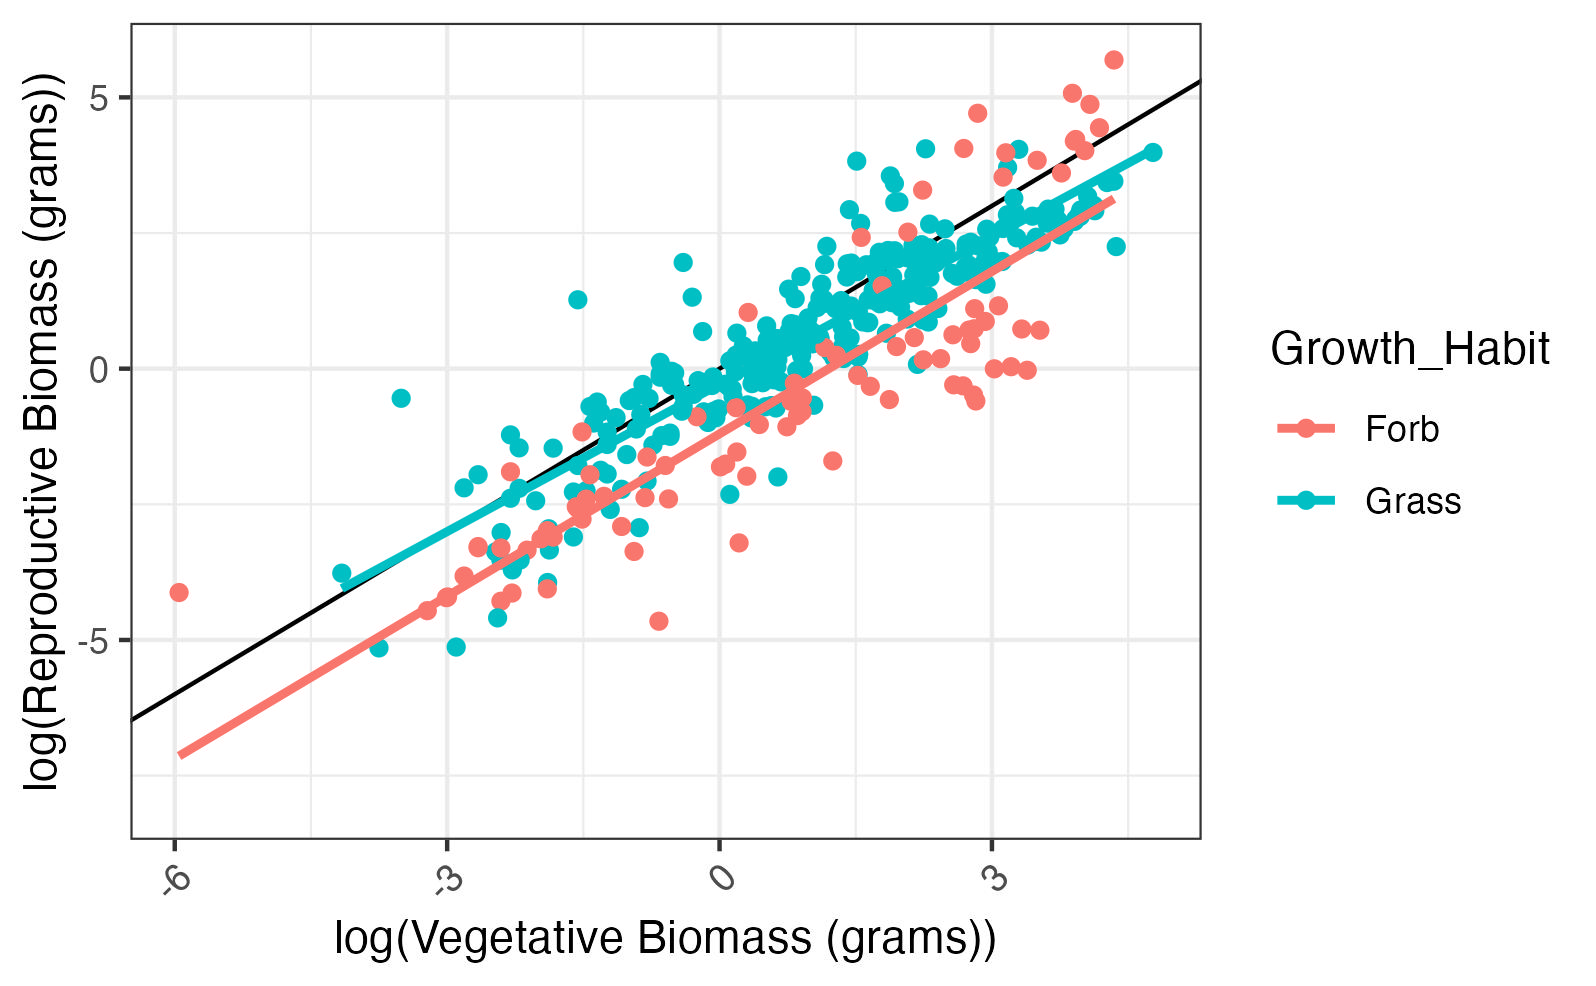 log(Reproductive Biomass (grams))
5
0
-5
-6
-3
0
3
log(Vegetative Biomass (grams))
Growth_Habit
Forb
Grass